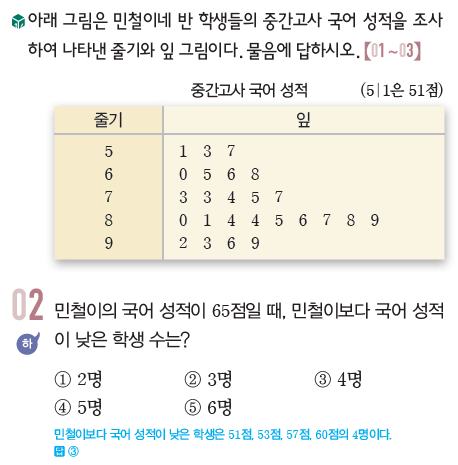 아래 그림은 민철이네 반 학생들의 중간고사 국어 성적을 조사
하여 나타낸 줄기와 잎 그림이다. 물음에 답하시오.【01~03】
중간고사 국어 성적 (5|1은 51점)
줄기 잎
5 1 3 7
6 0 5 6 8
7 3 3 4 5 7
8 0 1 4 4 5 6 7 8 9
9 2 3 6 9
02 민철이의 국어 성적이 65점일 때, 민철이보다 국어 성적
하 이 낮은 학생 수는?
① 2명 ② 3명 ③ 4명
④ 5명 ⑤ 6명
민철이보다 국어 성적이 낮은 학생은 51점, 53점, 57점, 60점의 4명이다.
답 ③